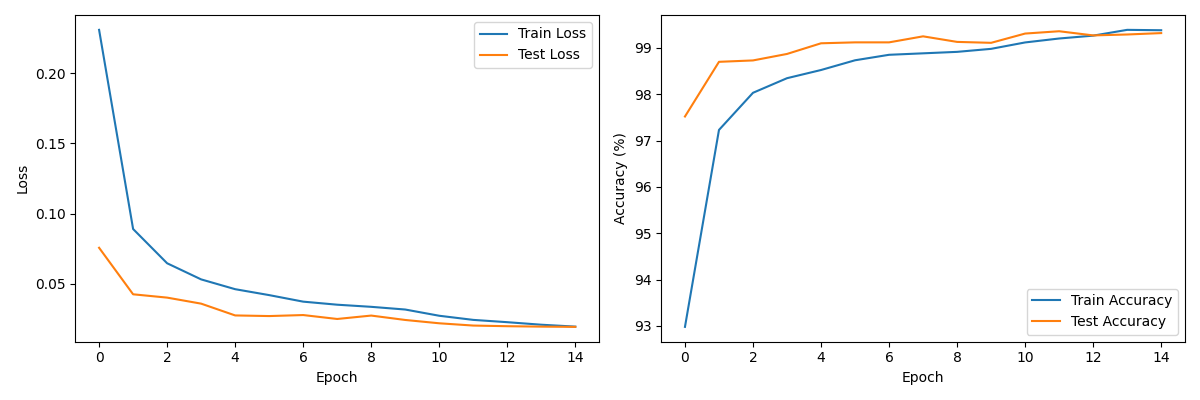 Train Loss
Test Loss
0.20
0.15
0.10
0.05
Loss
0 2 4 6 8 10 12 14
Epoch
99
98
97
96
95
94
93
Accuracy (%)
Train Accuracy
Test Accuracy
0 2 4 6 8 10 12 14
Epoch